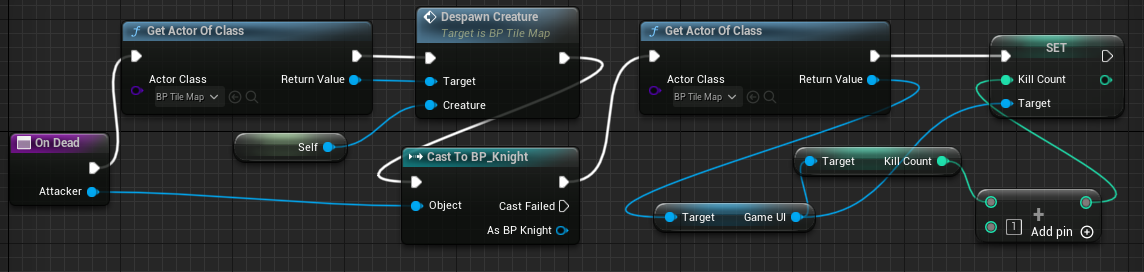 On Dead
Attacker
Get Actor Of Class
Actor Class
BP Tile Map
Return Value
Self
Despawn Creature
Target is BP Tile Map
Target
Creature
Cast To BP_Knight
Object
Cast Failed
As BP Knight
Get Actor Of Class
Actor Class
BP Tile Map
Return Value
Target Game UI
Target Kill Count
1
Add pin
SET
Kill Count
Target